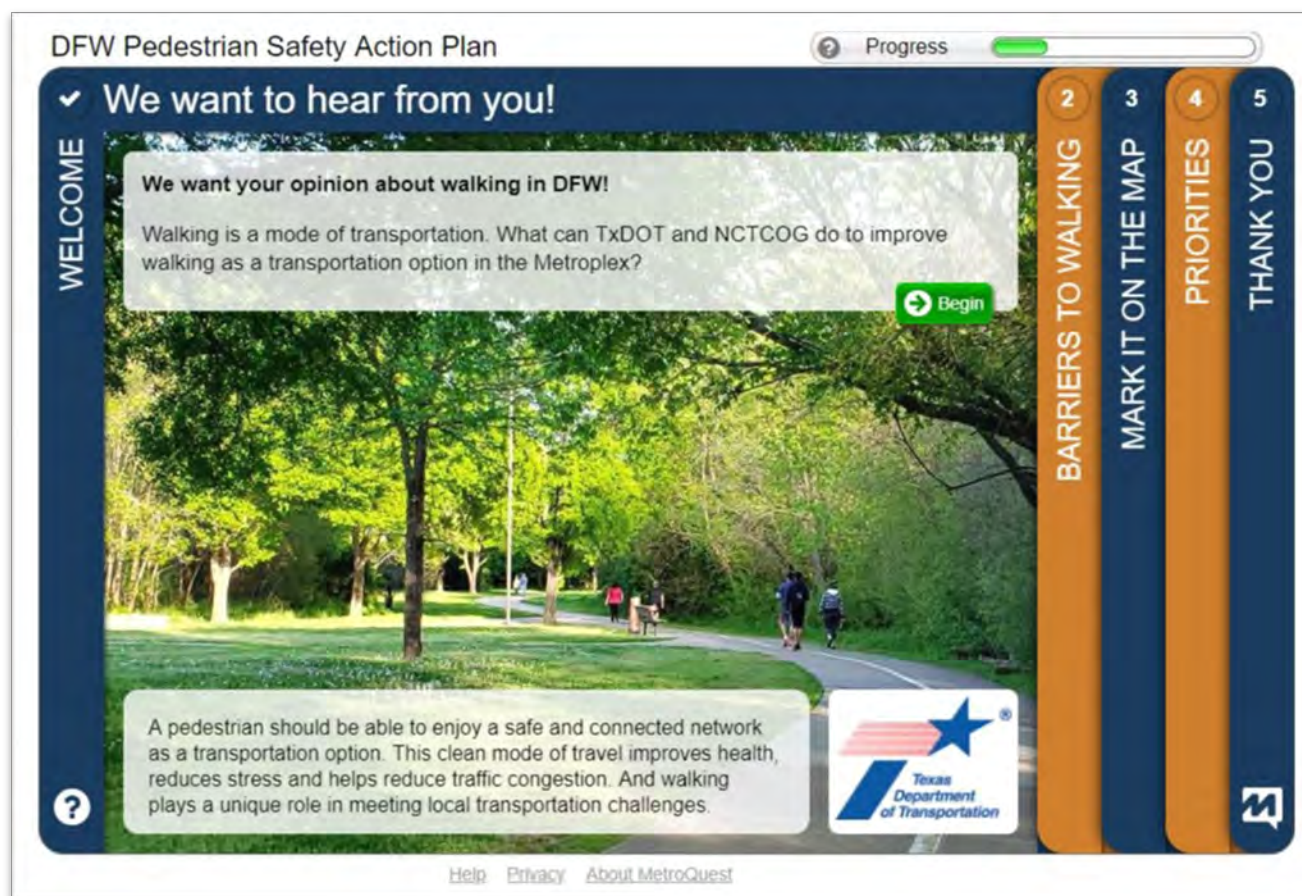 DFW Pedestrian Safety Action Plan
? Progress
We want to hear from you!
WELCOME
We want your opinion about walking in DFW!
Walking is a mode of transportation. What can TxDOT and NCTCOG do to improve
walking as a transportation option in the Metroplex?
Begin
A pedestrian should be able to enjoy a safe and connected network
as a transportation option. This clean mode of travel improves health,
reduces stress and helps reduce traffic congestion. And walking
plays a unique role in meeting local transportation challenges.
®
Texas
Department
of Transportation
?
2
BARRIERS TO WALKING
3
MARK IT ON THE MAP
4
PRIORITIES
5
THANK YOU
Help Privacy About MetroQuest